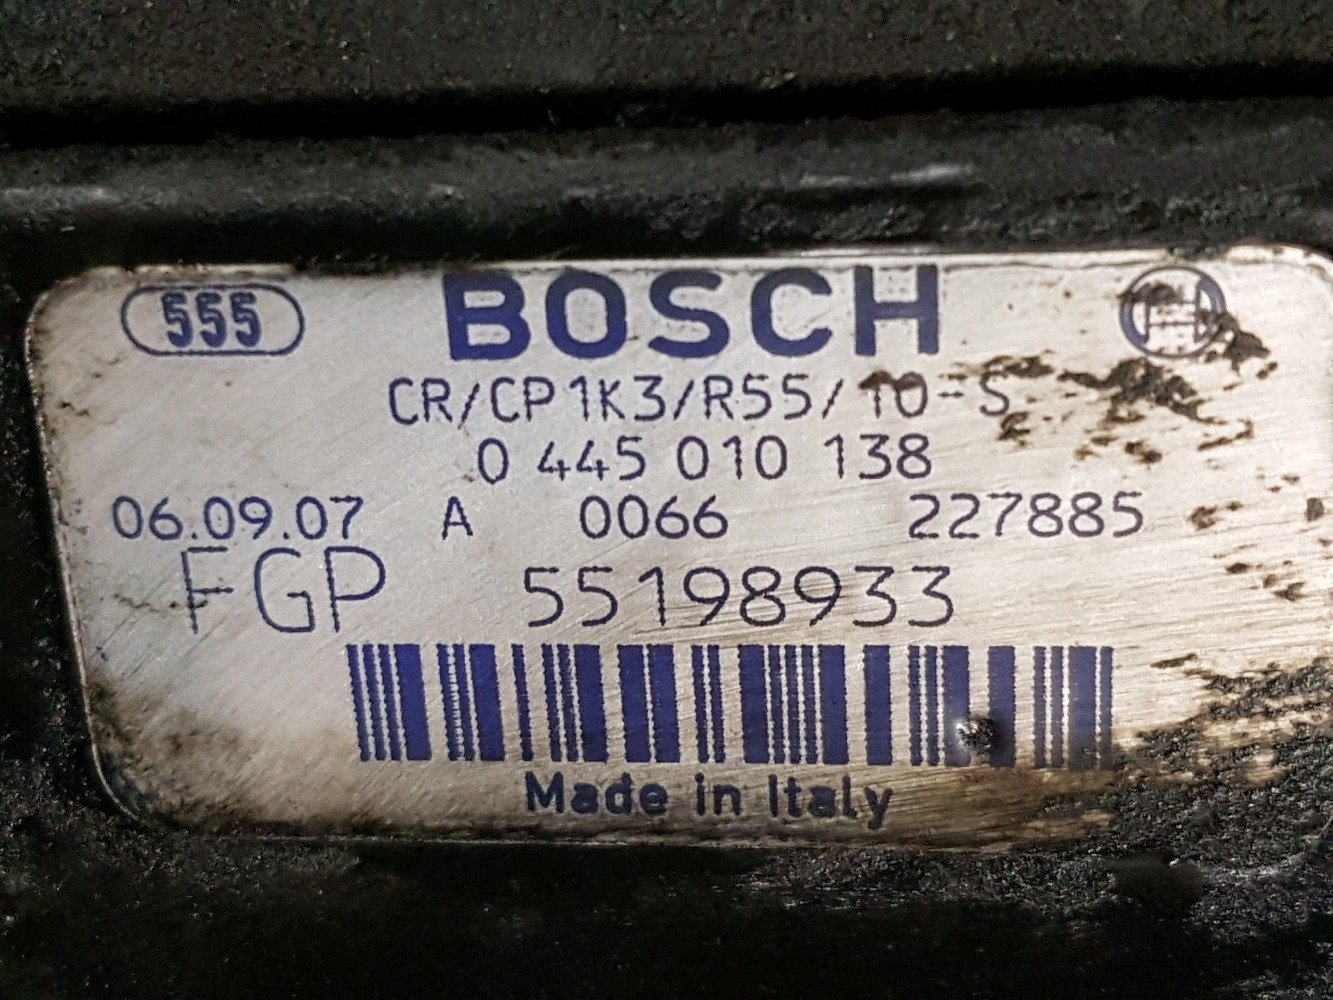 555 BOSCH
CR/CP1K3/R55/10-S
0 445 010 138
06.09.07 A 0066 227885
FGP 55198933
Made in Italy